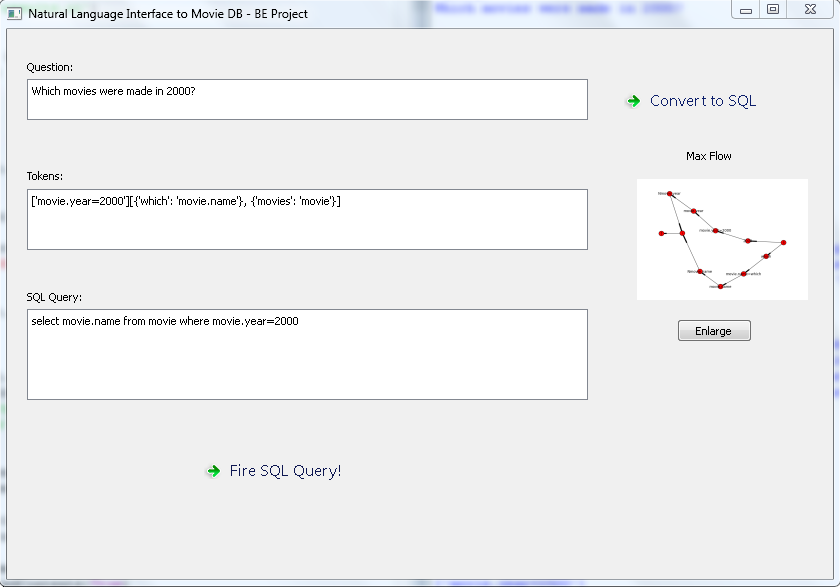 Natural Language Interface to Movie DB - BE Project
Question:
Which movies were made in 2000?
Convert to SQL
Tokens:
['movie.year=2000'][{'which': 'movie.name'}, {'movies': 'movie'}]
Max Flow
SQL Query:
select movie.name from movie where movie.year=2000
Enlarge
Fire SQL Query!